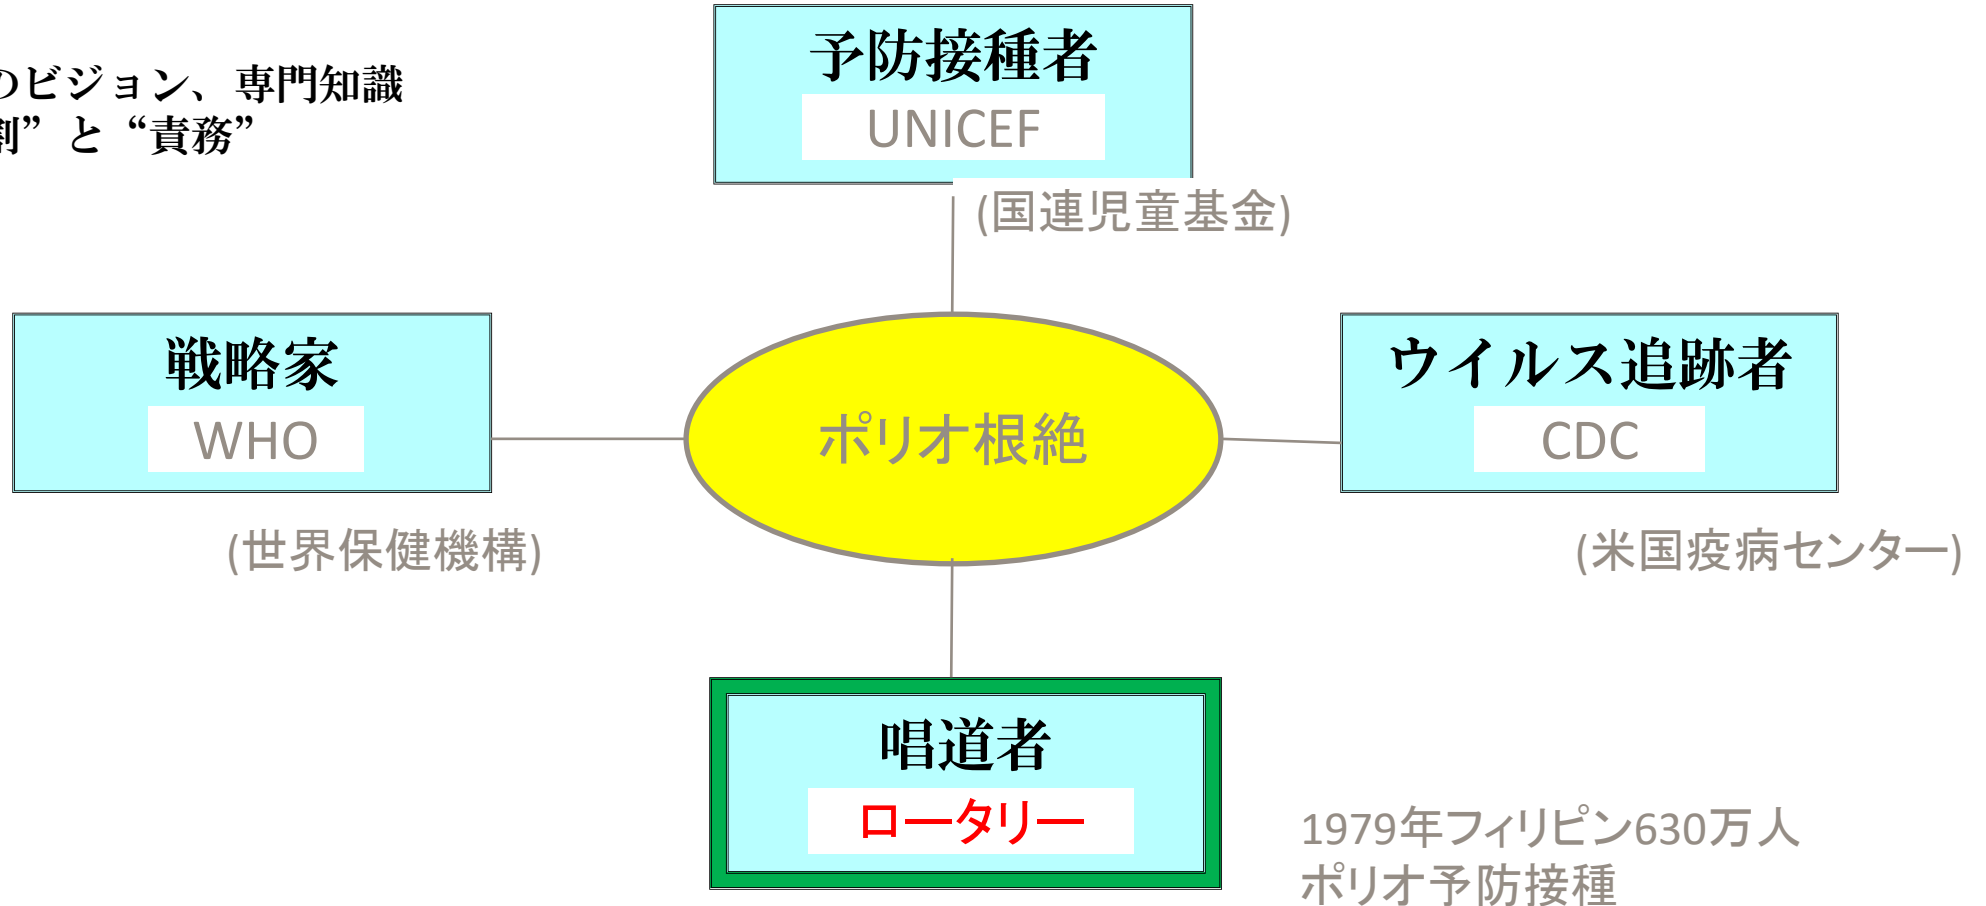 のビジョン、専門知識
割”と“責務”
予防接種者
UNICEF
(国連児童基金)
戦略家
WHO
(世界保健機構)
ポリオ根絶
ウイルス追跡者
CDC
(米国疫病センター)
唱道者
ロータリー
1979年フィリピン630万人
ポリオ予防接種